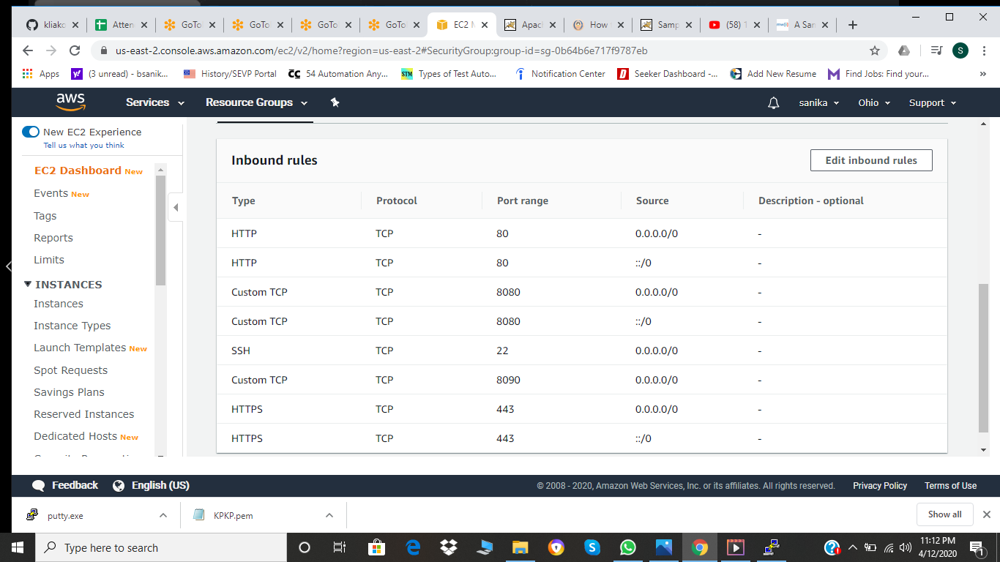 kliako
Atten
GoTo
GoTo
GoTo
GoTo
EC2 M
Apac
How
Samp
(58) T
A San
us-east-2.console.aws.amazon.com/ec2/v2/home?region=us-east-2#SecurityGroup:group-id=sg-0b64b6e717f9787eb
S
Apps
(3 unread) - bsanik...
History/SEVP Portal
54 Automation Any...
STM Types of Test Auto...
Notification Center
Seeker Dashboard -...
Add New Resume
Find Jobs: Find your...
»
aws
Services
Resource Groups
sanika
Ohio
Support
New EC2 Experience
Tell us what you think
EC2 Dashboard New
Events New
Tags
Reports
Limits
INSTANCES
Instances
Instance Types
Launch Templates New
Spot Requests
Savings Plans
Reserved Instances
Dedicated Hosts New
Inbound rules
Edit inbound rules
Type Protocol Port range Source Description - optional
HTTP TCP 80 0.0.0.0/0 -
HTTP TCP 80 ::/0 -
Custom TCP TCP 8080 0.0.0.0/0 -
Custom TCP TCP 8080 ::/0 -
SSH TCP 22 0.0.0.0/0 -
Custom TCP TCP 8090 0.0.0.0/0 -
HTTPS TCP 443 0.0.0.0/0 -
HTTPS TCP 443 ::/0 -
Feedback
English (US)
© 2008 - 2020, Amazon Web Services, Inc. or its affiliates. All rights reserved.
Privacy Policy
Terms of Use
putty.exe
KPKP.pem
Show all
Type here to search
11:12 PM
4/12/2020
1